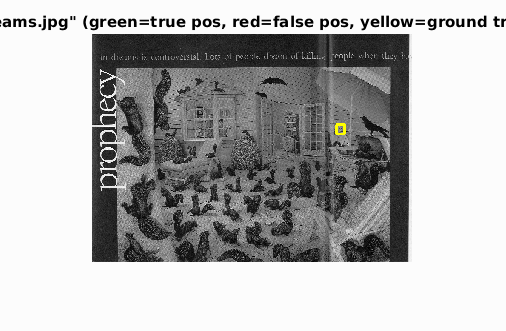 eams.jpg" (green=true pos, red=false pos, yellow=ground tr
in dreams is controversial. Lots of people dream of killing people when they
prophecy